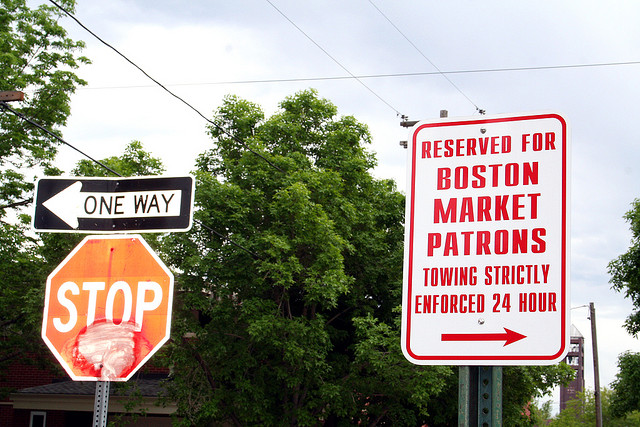 ONE WAY
STOP
RESERVED FOR
BOSTON
MARKET
PATRONS
TOWING STRICTLY
ENFORCED 24 HOUR